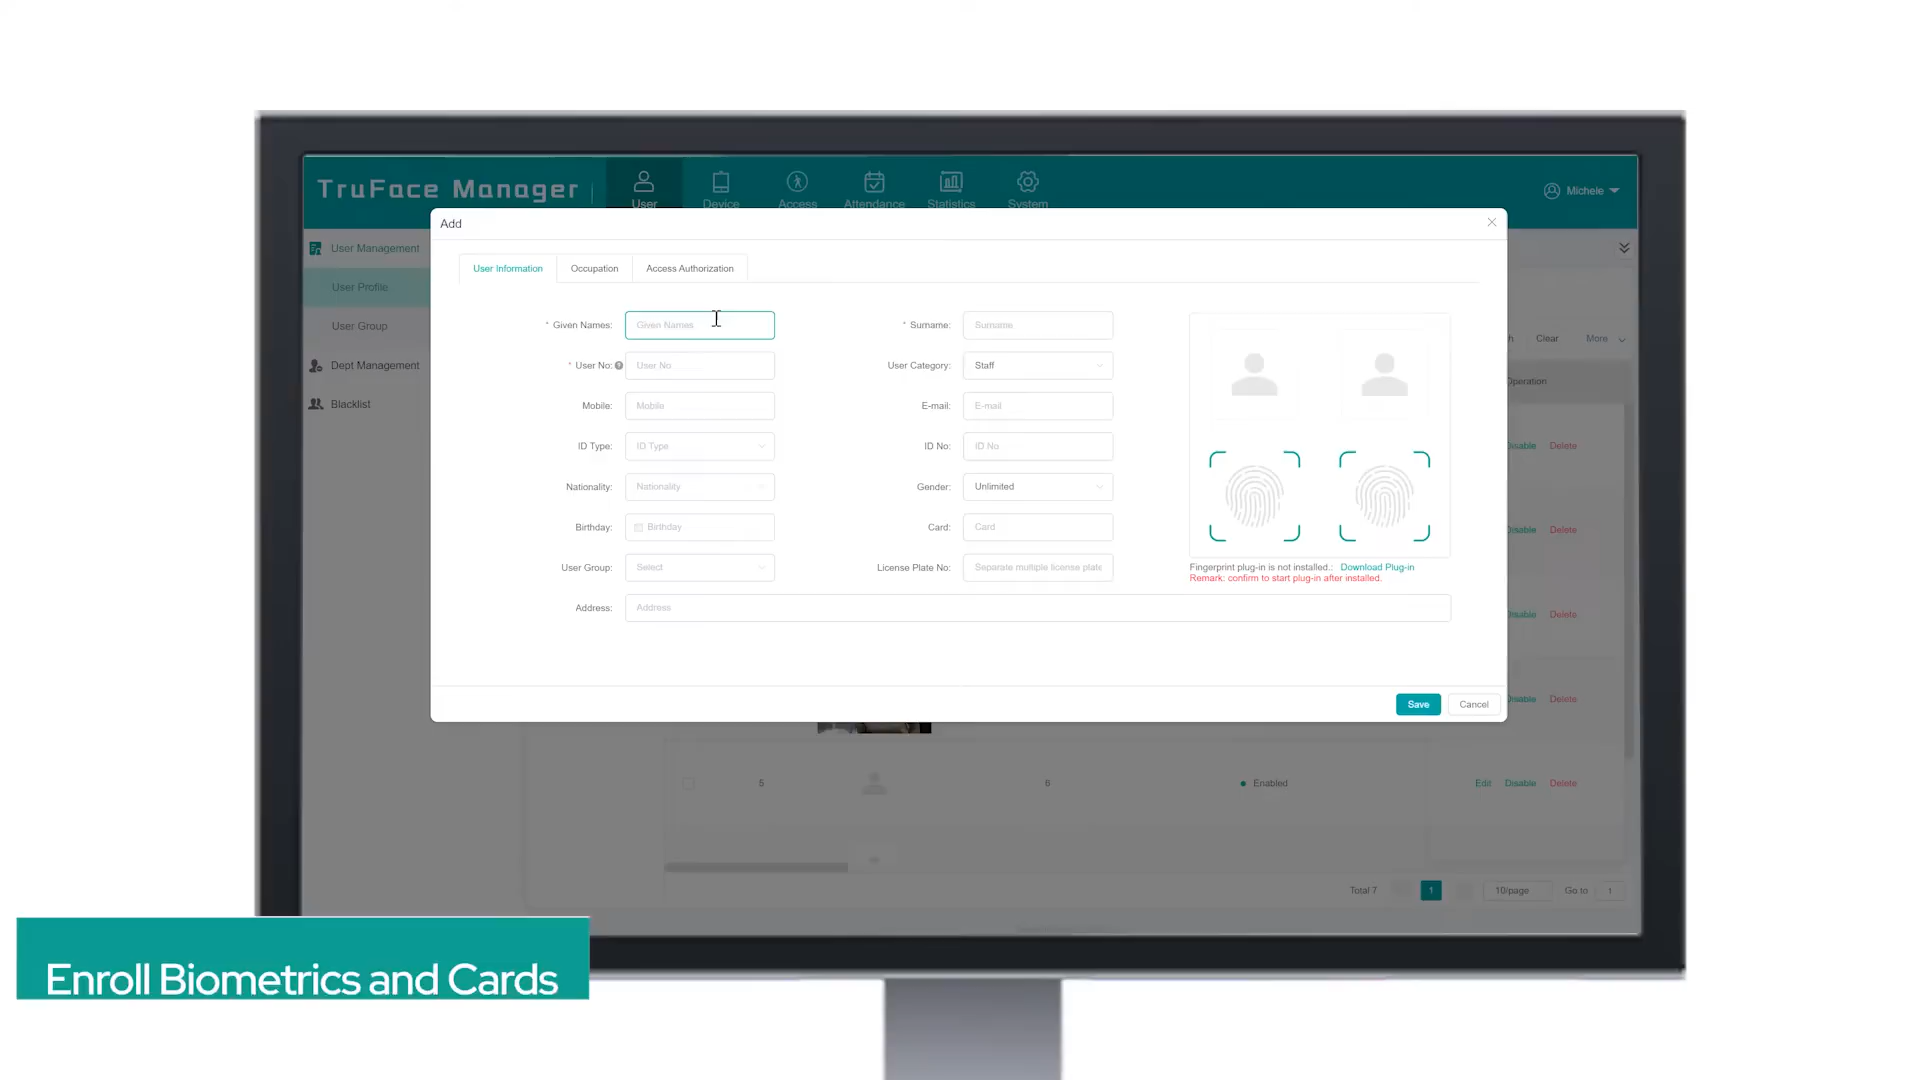 TruFace Manager
User
Device
Access
Attendance
Statistics
System
Michele
Add
User Management
User Profile
User Group
Dept Management
Blacklist
User Information
Occupation
Access Authorization
* Given Names:
Given Names
* Surname:
Surname
* User No:
User No
User Category:
Staff
Mobile:
Mobile
E-mail:
E-mail
ID Type:
ID Type
ID No:
ID No
Nationality:
Nationality
Gender:
Unlimited
Birthday:
Birthday
Card:
Card
User Group:
Select
License Plate No:
Separate multiple license plate
Address:
Address
Fingerprint plug-in is not installed.: Download Plug-in
Remark: confirm to start plug-in after installed.
Save
Cancel
h
Clear
More
Operation
Disable
Delete
Disable
Delete
Disable
Delete
Disable
Delete
5
6
Enabled
Edit
Disable
Delete
Total 7
1
10/page
Go to
1
Enroll Biometrics and Cards